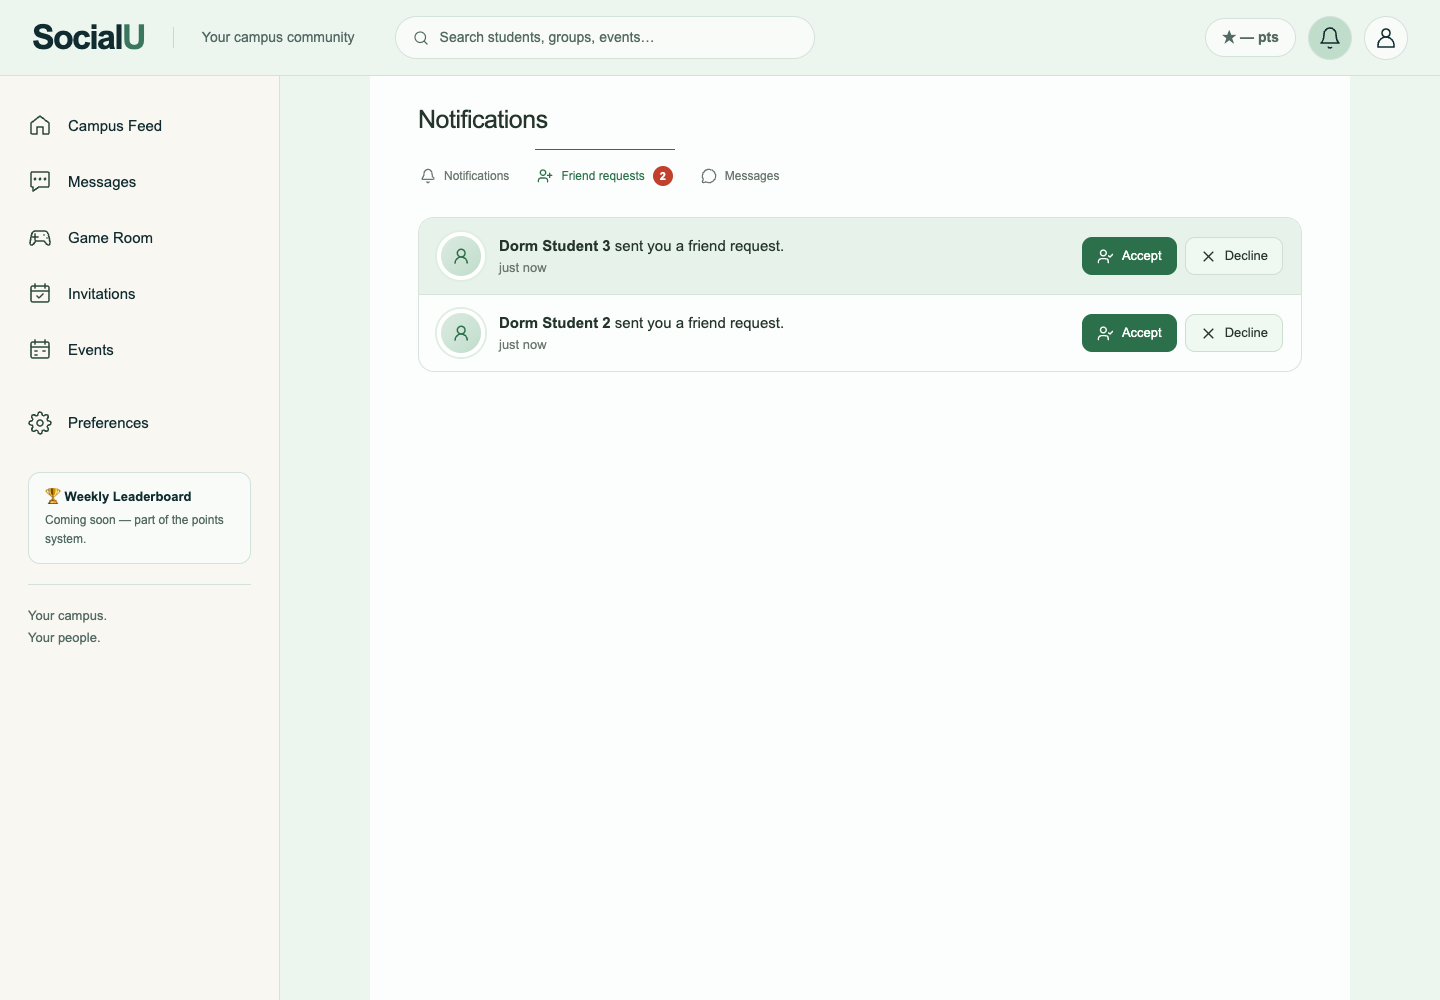 SocialU
Your campus community
Search students, groups, events…
★ — pts
Campus Feed
Messages
Game Room
Invitations
Events
Preferences
🏆 Weekly Leaderboard
Coming soon — part of the points
system.
Your campus.
Your people.
Notifications
Notifications
Friend requests 2
Messages
Dorm Student 3 sent you a friend request.
just now
Accept
Decline
Dorm Student 2 sent you a friend request.
just now
Accept
Decline